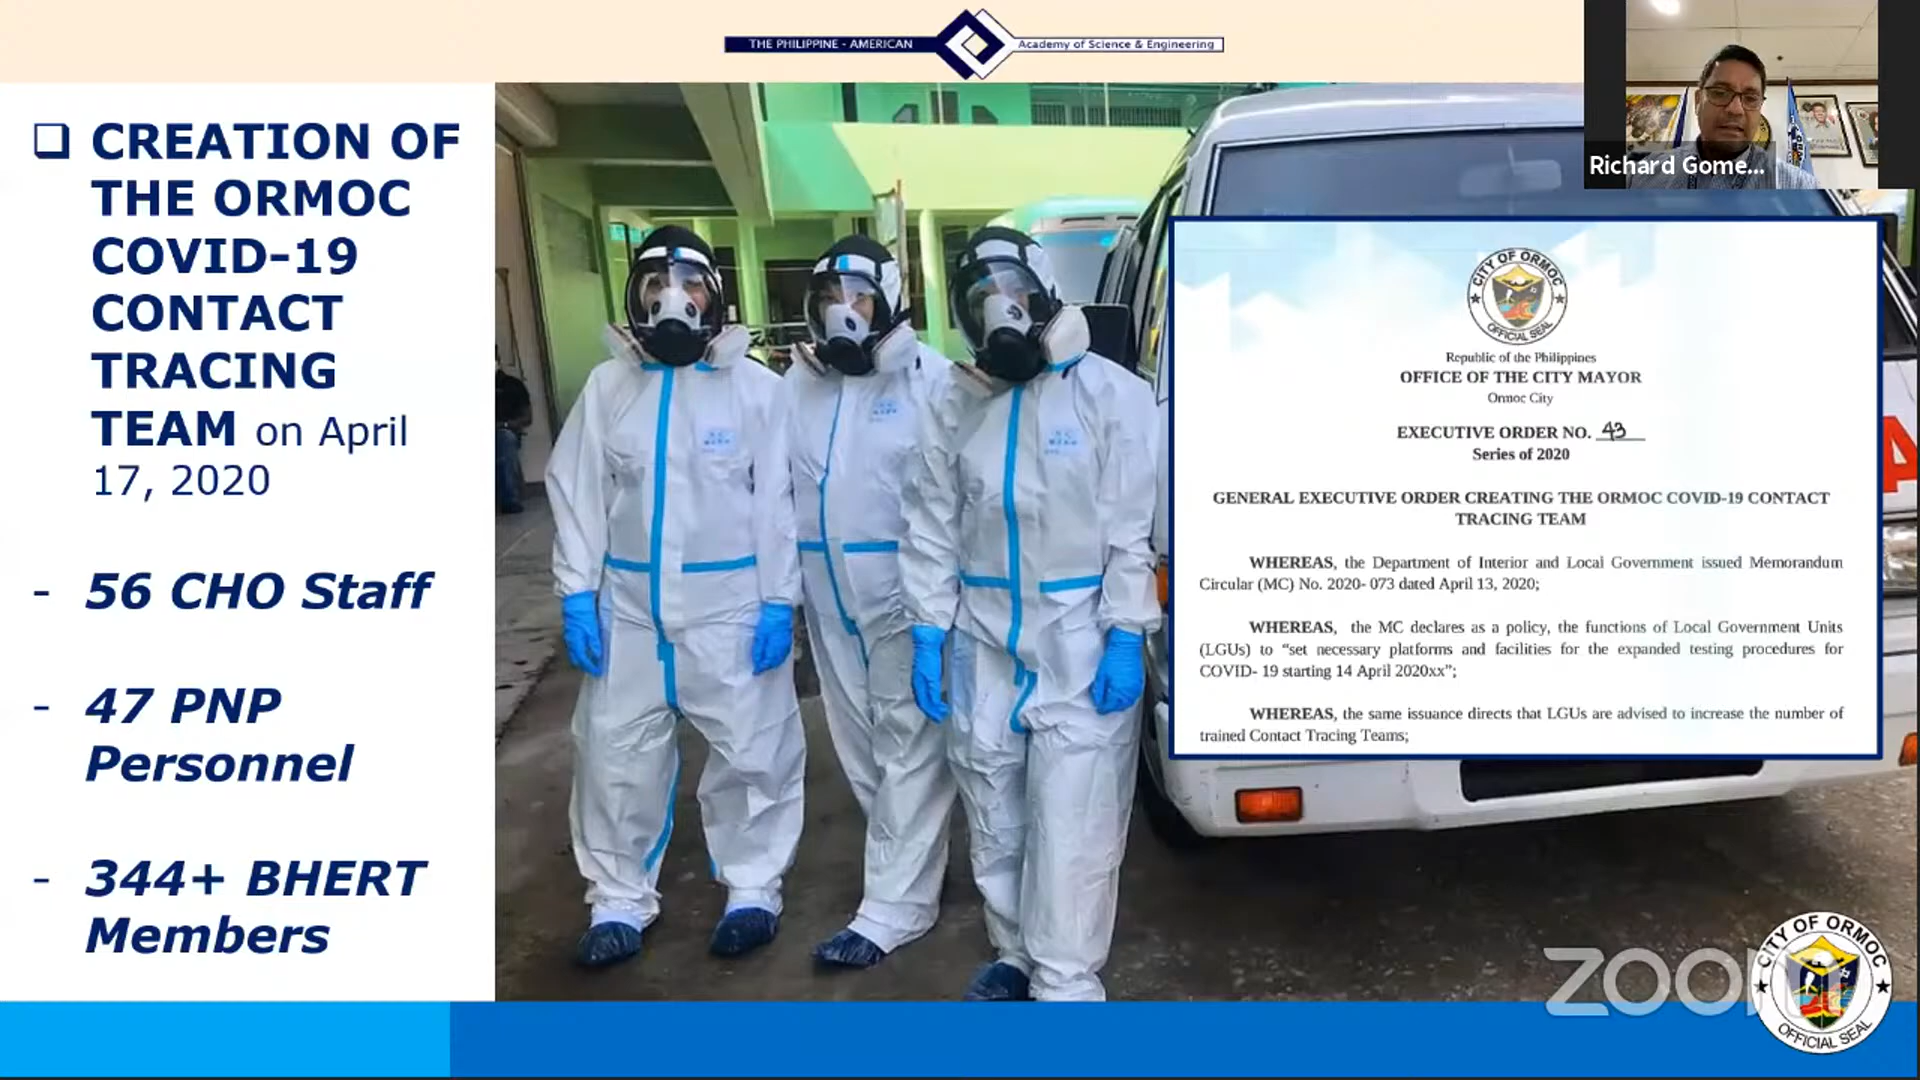 THE PHILIPPINE - AMERICAN Academy of Science & Engineering
Richard Gome...
CREATION OF
THE ORMOC
COVID-19
CONTACT
TRACING
TEAM on April
17, 2020
- 56 CHO Staff
- 47 PNP
Personnel
- 344+ BHERT
Members
CITY OF ORMOC
OFFICIAL SEAL
Republic of the Philippines
OFFICE OF THE CITY MAYOR
Ormoc City
EXECUTIVE ORDER NO. 43
Series of 2020
GENERAL EXECUTIVE ORDER CREATING THE ORMOC COVID-19 CONTACT
TRACING TEAM
WHEREAS, the Department of Interior and Local Government issued Memorandum
Circular (MC) No. 2020- 073 dated April 13, 2020;
WHEREAS, the MC declares as a policy, the functions of Local Government Units
(LGUs) to “set necessary platforms and facilities for the expanded testing procedures for
COVID- 19 starting 14 April 2020xx”;
WHEREAS, the same issuance directs that LGUs are advised to increase the number of
trained Contact Tracing Teams;
A
zoom
CITY OF ORMOC
OFFICIAL SEAL